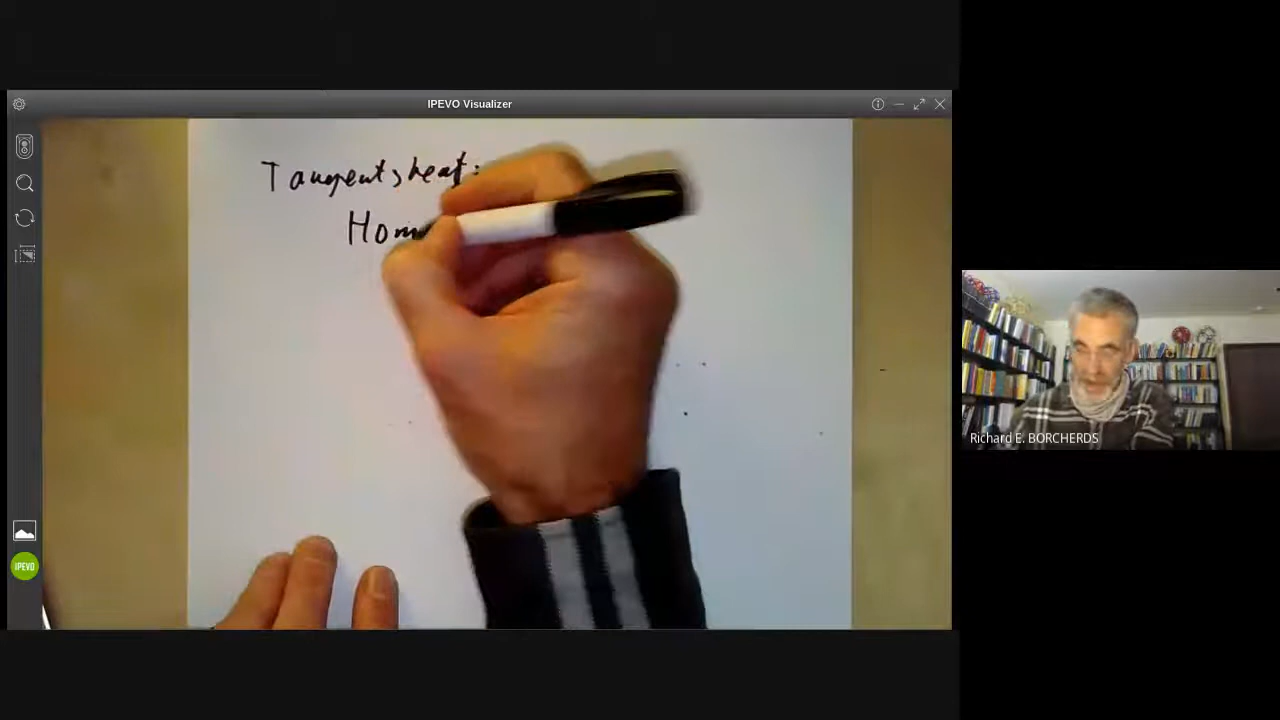 IPEVO Visualizer
Tangent sheaf:
Hom
IPEVO
Richard E. BORCHERDS